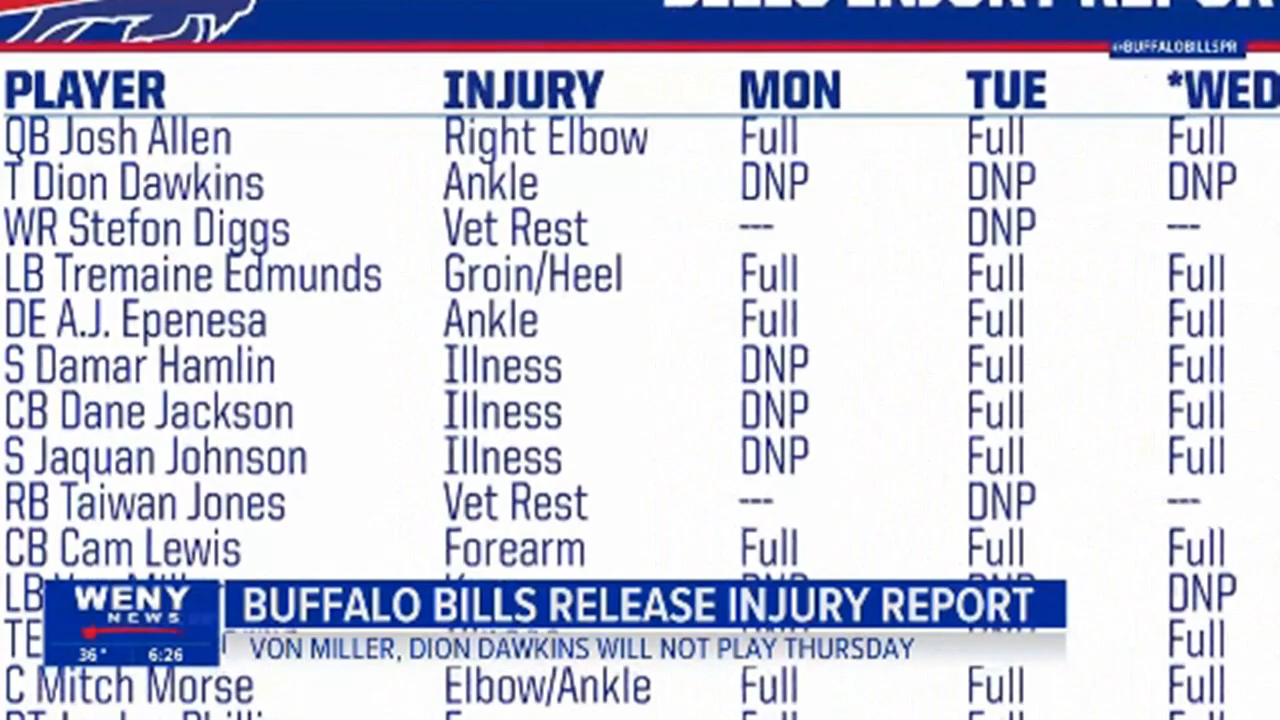 BILLS INJURY REPORT
@BUFFALOBILLSPR
PLAYER INJURY MON TUE *WED
QB Josh Allen Right Elbow Full Full Full
T Dion Dawkins Ankle DNP DNP DNP
WR Stefon Diggs Vet Rest --- DNP ---
LB Tremaine Edmunds Groin/Heel Full Full Full
DE A.J. Epenesa Ankle Full Full Full
S Damar Hamlin Illness DNP Full Full
CB Dane Jackson Illness DNP Full Full
S Jaquan Johnson Illness DNP Full Full
RB Taiwan Jones Vet Rest --- DNP ---
CB Cam Lewis Forearm Full Full Full
LB DNP
TE Full
C Mitch Morse Elbow/Ankle Full Full Full
WENY
NEWS
36° 6:26
BUFFALO BILLS RELEASE INJURY REPORT
VON MILLER, DION DAWKINS WILL NOT PLAY THURSDAY